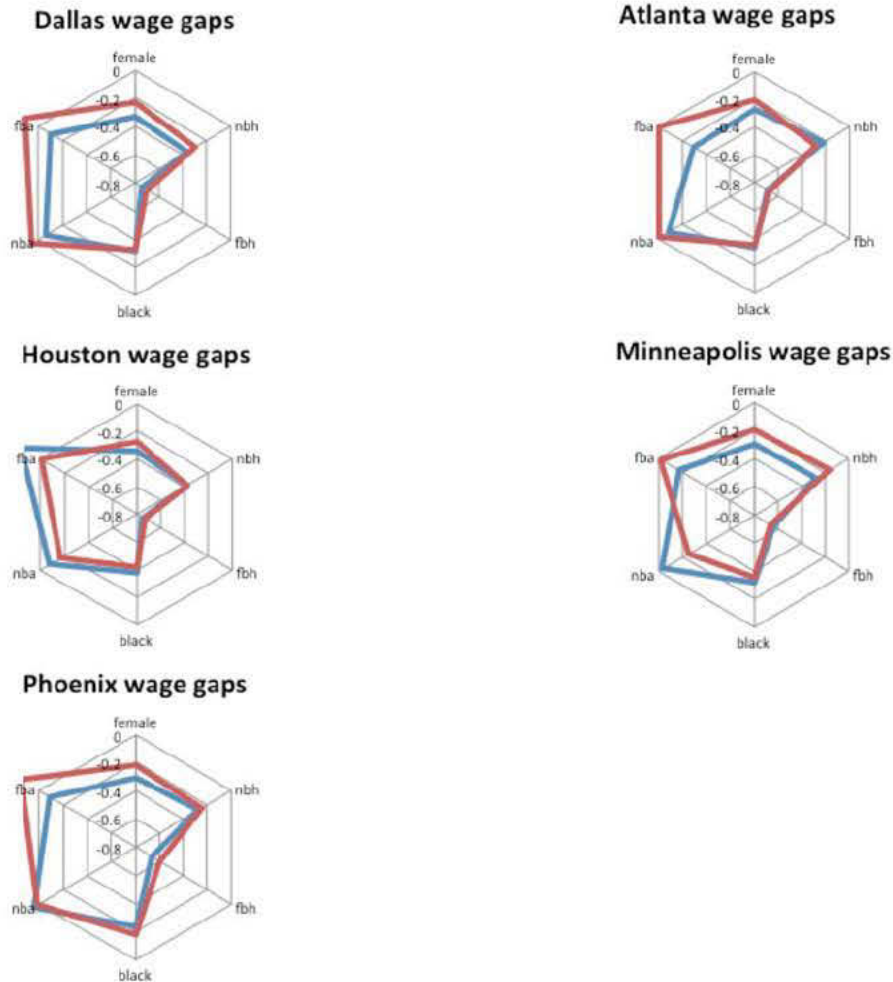 Dallas wage gaps
female
0
-0.2
-0.4
-0.6
-0.8
fba
nbh
nba
fbh
black
Atlanta wage gaps
female
0
-0.2
-0.4
-0.6
-0.8
fba
nbh
nba
fbh
black
Houston wage gaps
female
0
-0.2
-0.4
-0.6
-0.8
fba
nbh
nba
fbh
black
Minneapolis wage gaps
female
0
-0.2
-0.4
-0.6
-0.8
fba
nbh
nba
fbh
black
Phoenix wage gaps
female
0
-0.2
-0.4
-0.6
-0.8
fba
nbh
nba
fbh
black